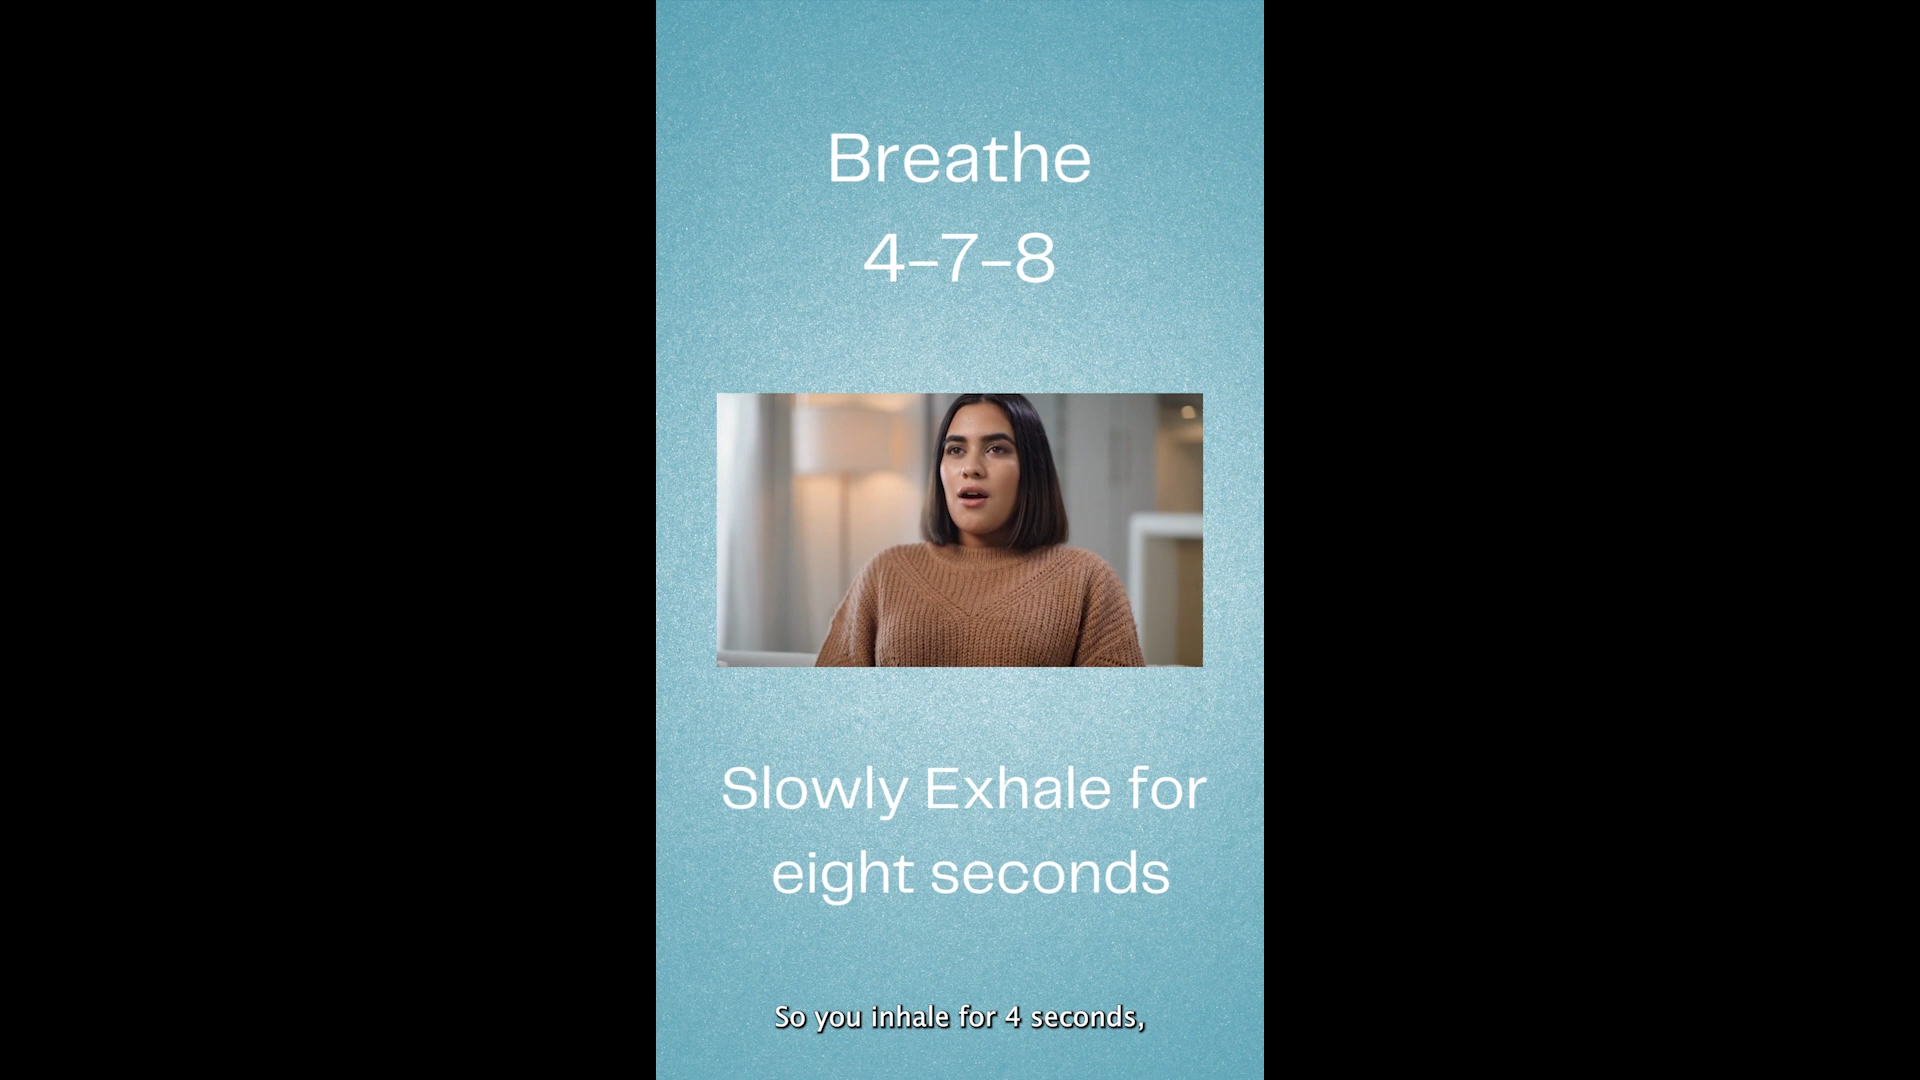 Breathe
4-7-8
Slowly Exhale for
eight seconds
So you inhale for 4 seconds,